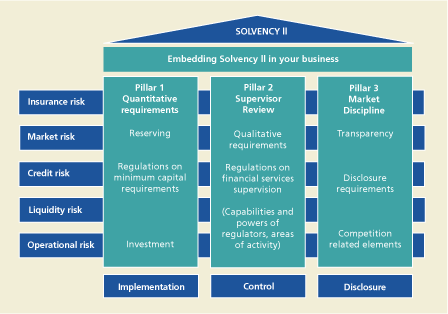 SOLVENCY II
Embedding Solvency II in your business
Pillar 1
Quantitative
requirements
Pillar 2
Supervisor
Review
Pillar 3
Market
Discipline
Insurance risk
Market risk
Reserving
Qualitative
requirements
Transparency
Credit risk
Regulations on
minimum capital
requirements
Regulations on
financial services
supervision
Disclosure
requirements
Liquidity risk
(Capabilities and
powers of
regulators, areas
of activity)
Operational risk
Investment
Competition
related elements
Implementation
Control
Disclosure